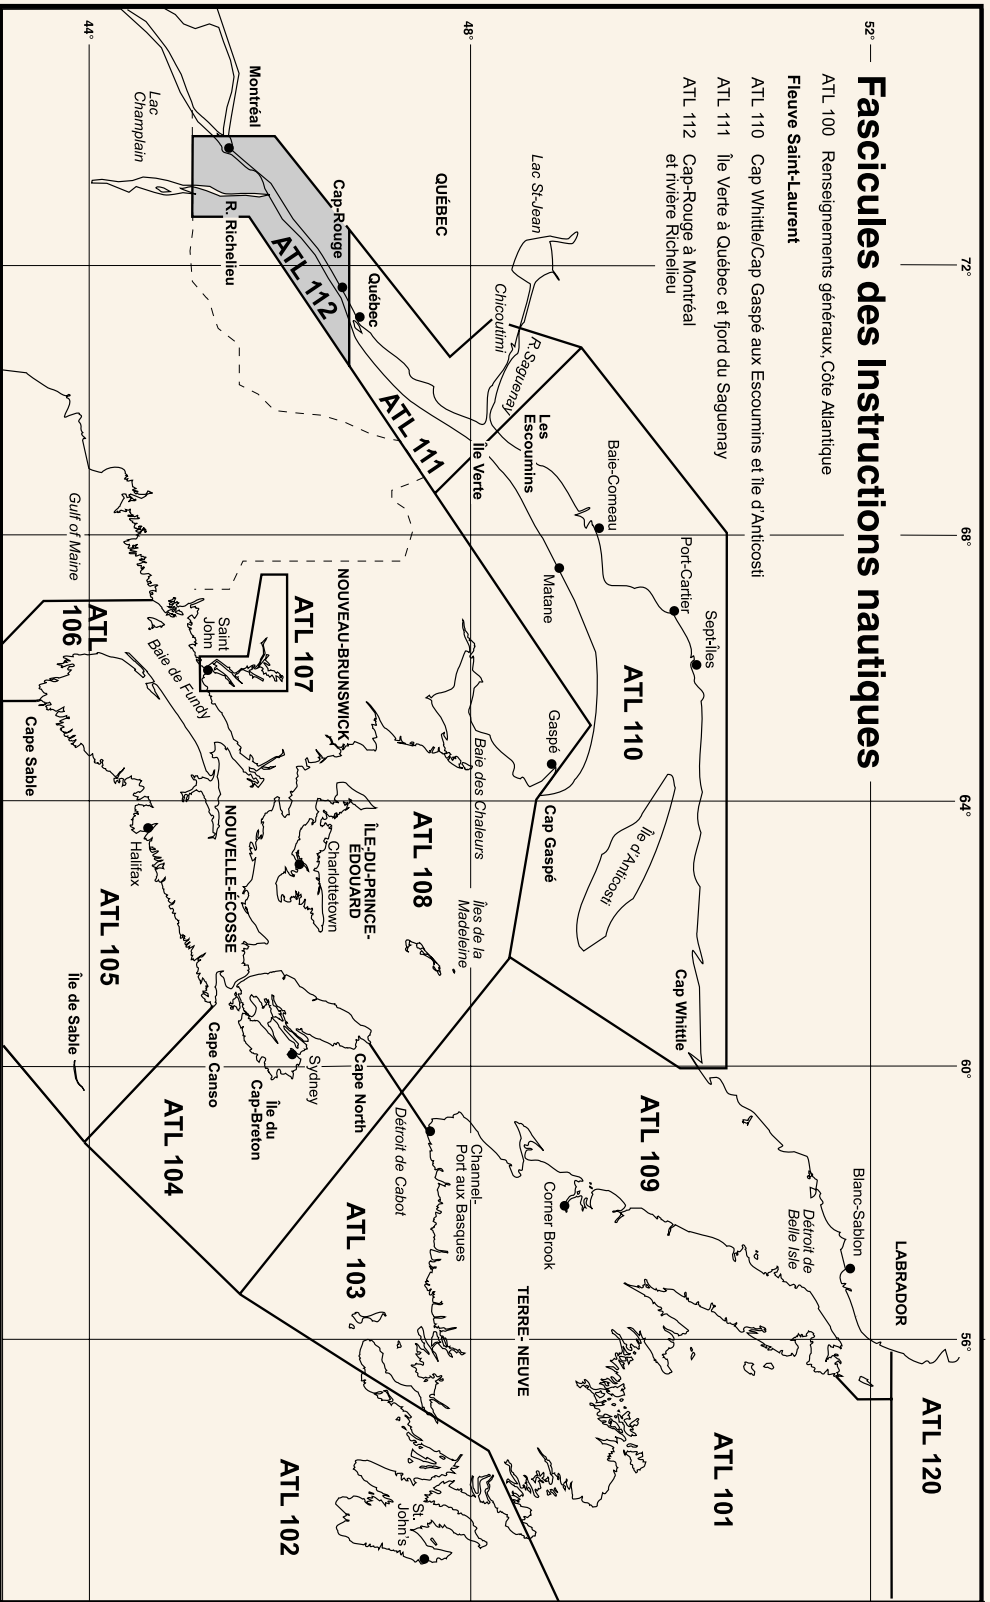 Fascicules des Instructions nautiques
ATL 100 Renseignements généraux, Côte Atlantique
Fleuve Saint-Laurent
ATL 110 Cap Whittle/Cap Gaspé aux Escoumins et île d'Anticosti
ATL 111 Île Verte à Québec et fjord du Saguenay
ATL 112 Cap-Rouge à Montréal
et rivière Richelieu
72°
68°
64°
60°
56°
52°
48°
44°
LABRADOR
ATL 120
Blanc-Sablon
Détroit de
Belle Isle
ATL 101
Cap Whittle
ATL 109
Sept-Îles
Port-Cartier
ATL 110
Île d'Anticosti
Baie-Comeau
Corner Brook
Matane
Gaspé
Cap Gaspé
Lac St-Jean
Chicoutimi
R. Saguenay
Les
Escoumins
TERRE- NEUVE
QUÉBEC
Île Verte
Baie des Chaleurs
Îles de la
Madeleine
Channel-
Port aux Basques
ATL 111
ATL 108
Détroit de Cabot
St.
John's
Québec
Cap-Rouge
ATL 112
NOUVEAU-BRUNSWICK
ÎLE-DU-PRINCE-
ÉDOUARD
Charlottetown
Cape North
ATL 103
ATL 107
Sydney
ATL 102
Île du
Cap-Breton
Montréal
R. Richelieu
Saint
John
NOUVELLE-ÉCOSSE
Cape Canso
Baie de Fundy
ATL 104
Lac
Champlain
Halifax
ATL 105
Gulf of Maine
ATL
106
Île de Sable
Cape Sable